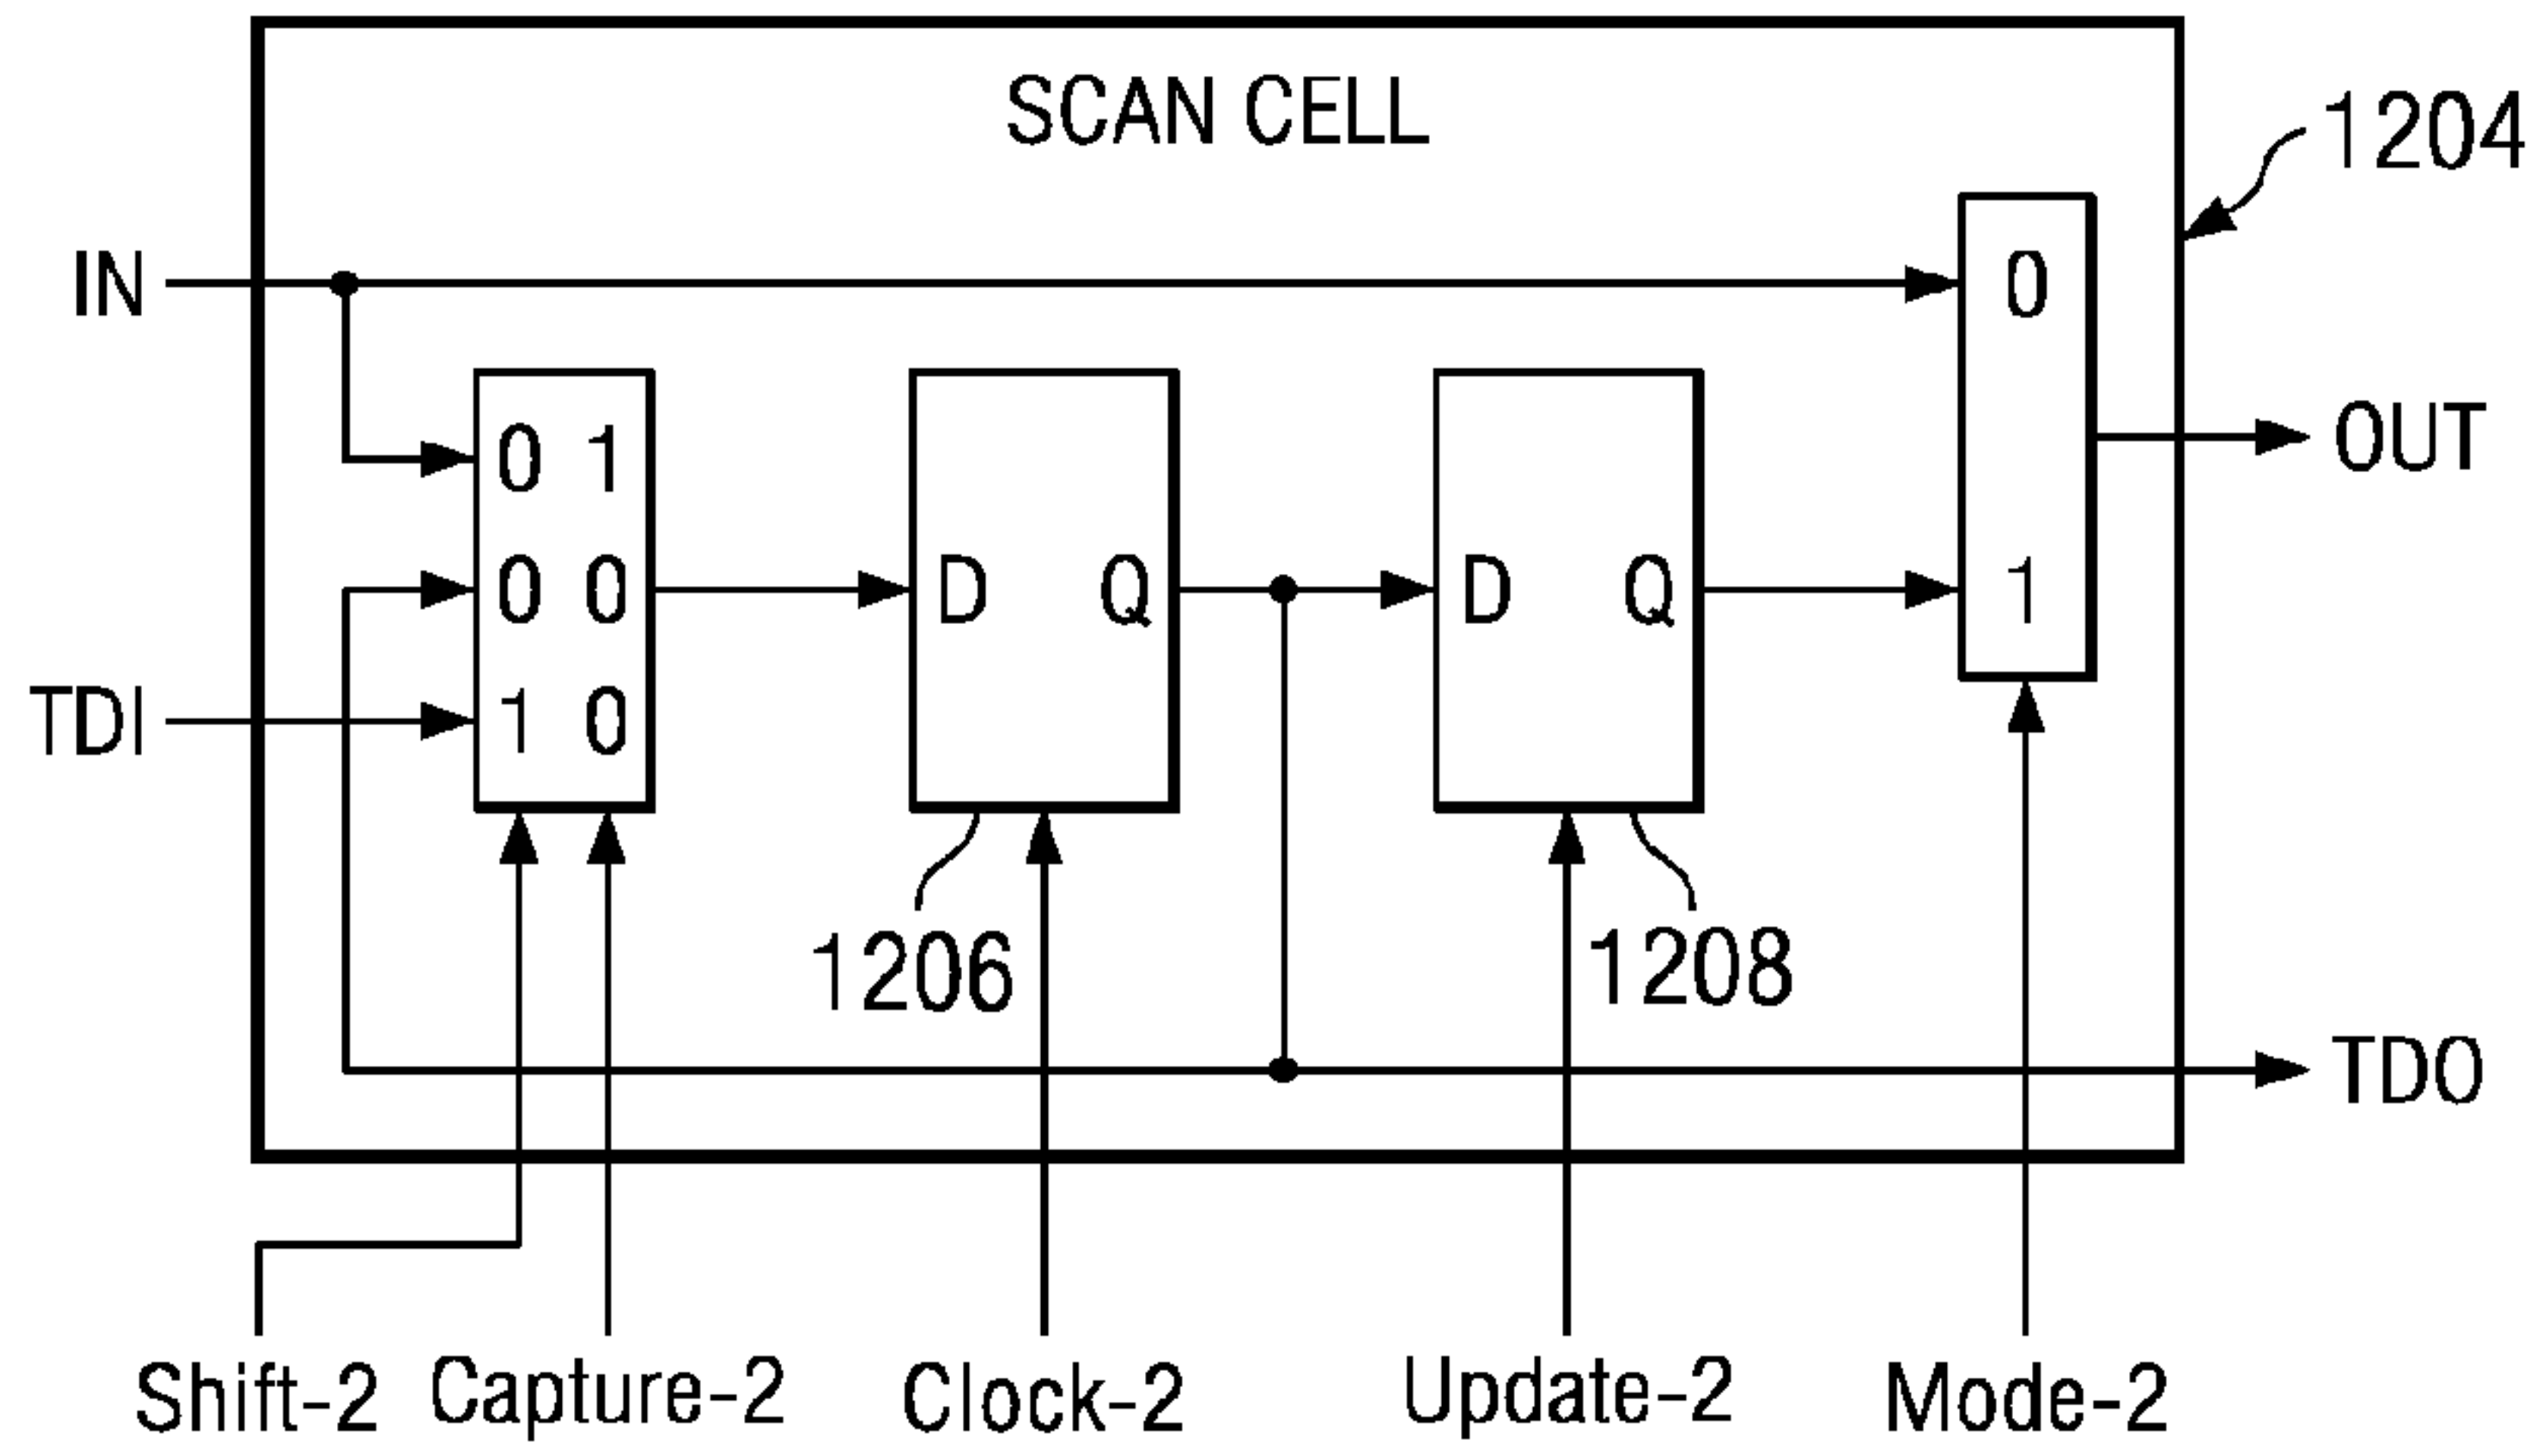 SCAN CELL
1204
IN
0
0 1
OUT
0 0
D Q
D Q
1
TDI
1 0
1206
1208
TDO
Shift-2
Capture-2
Clock-2
Update-2
Mode-2